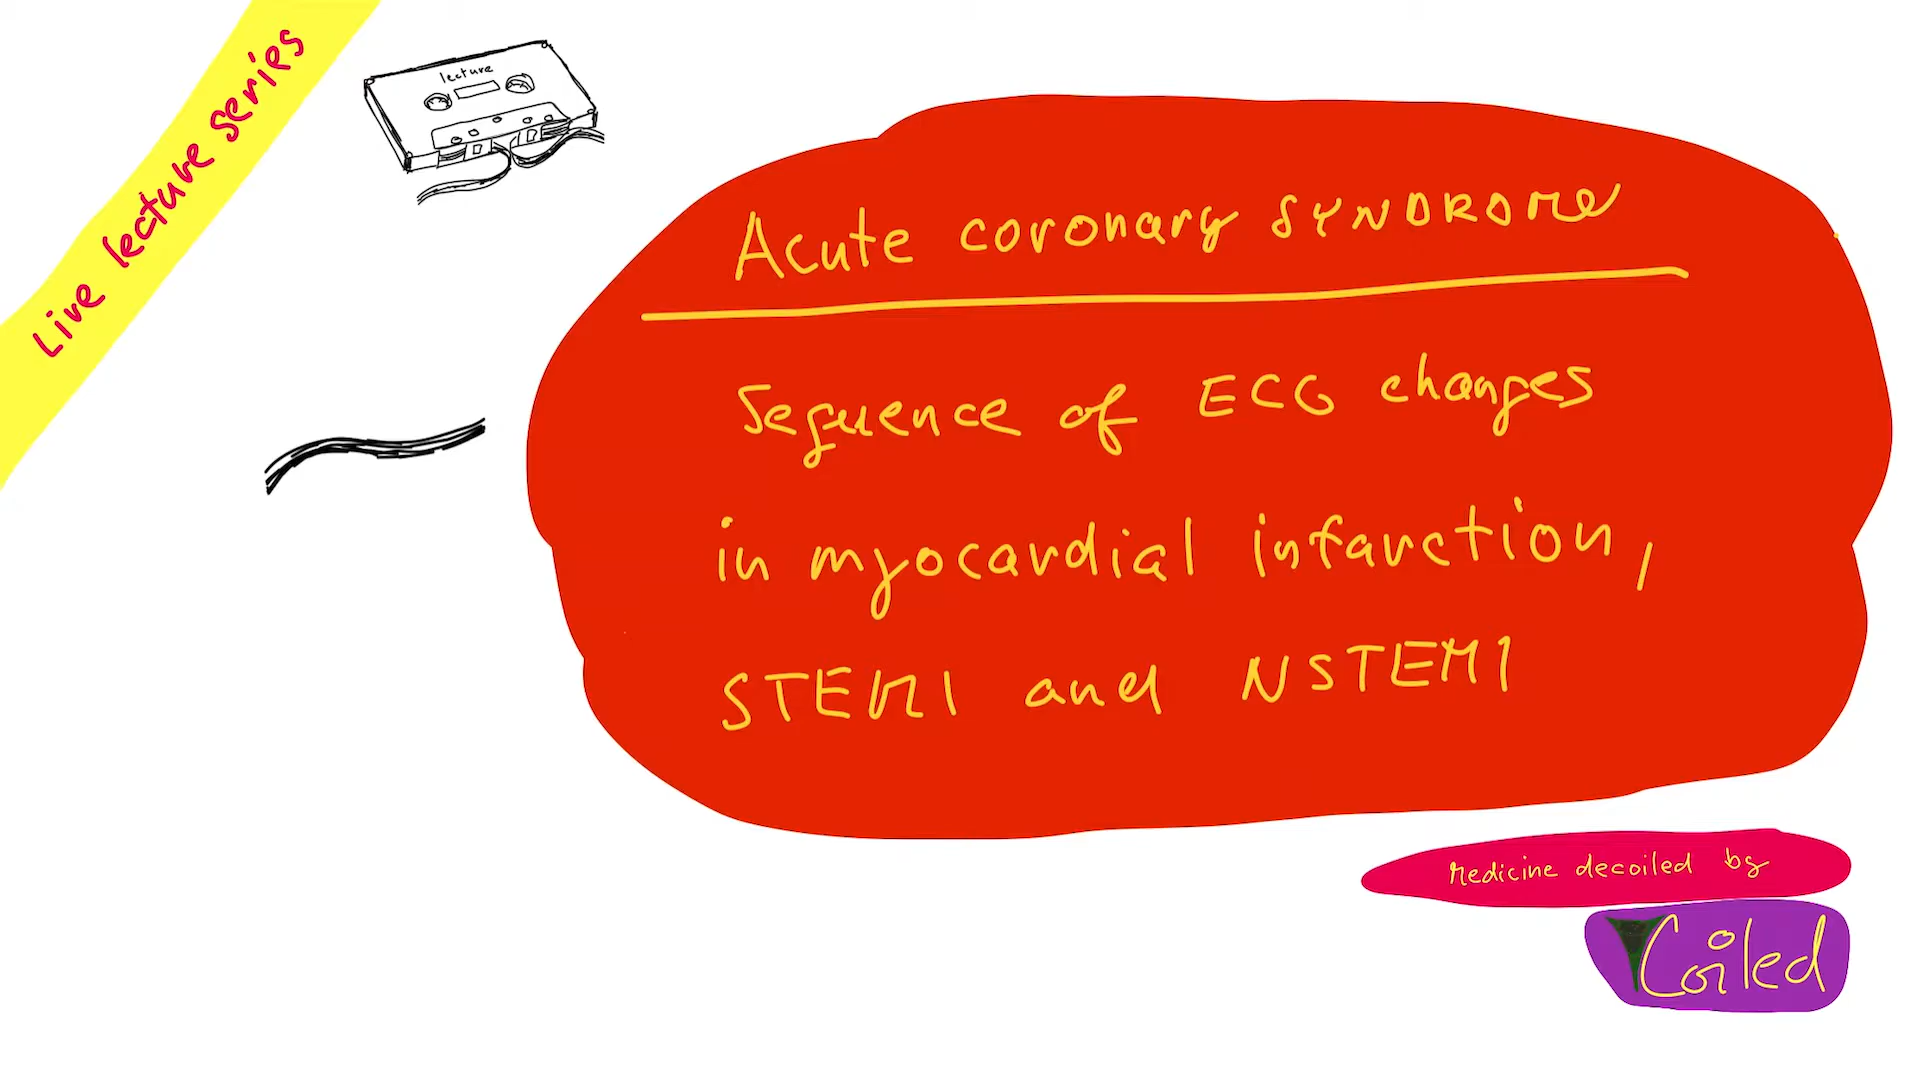 Live lecture series
lecture
Acute coronary SYNDROME
Sequence of ECG changes
in myocardial infarction,
STEMI and NSTEMI
Medicine decoiled by
Coiled